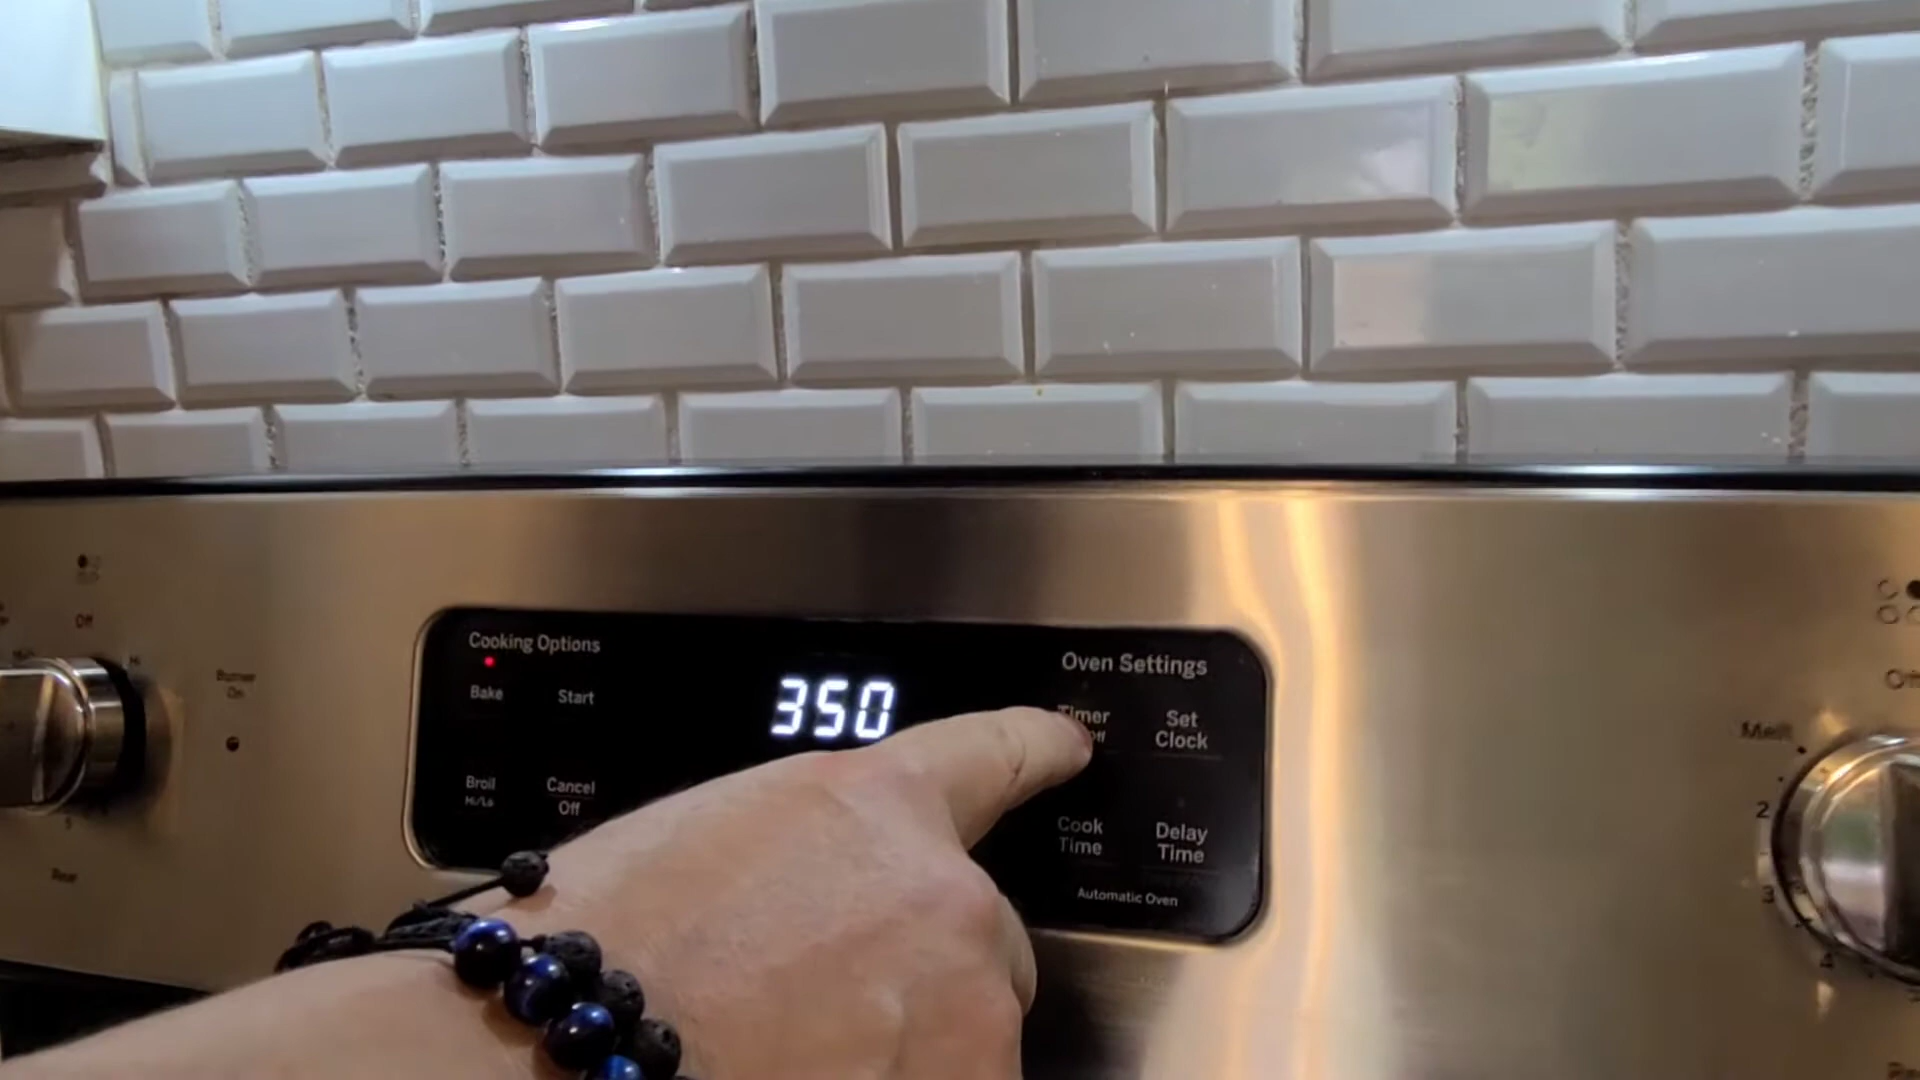 Off
Burner
On
Rear
Cooking Options
Bake
Start
Broil
Hi/Lo
Cancel
Off
350
Oven Settings
Timer
Set
Clock
Cook
Time
Delay
Time
Automatic Oven
Melt
2
3
4